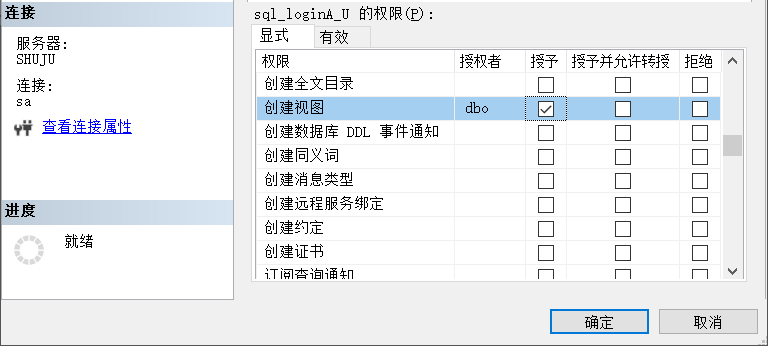 连接
服务器:
SHUJU
连接:
sa
查看连接属性
进度
就绪
sql_loginA_U 的权限(P):
显式 有效
权限 授权者 授予 授予并允许转授 拒绝
创建全文目录
创建视图 dbo
创建数据库 DDL 事件通知
创建同义词
创建消息类型
创建远程服务绑定
创建约定
创建证书
订阅查询通知
确定 取消